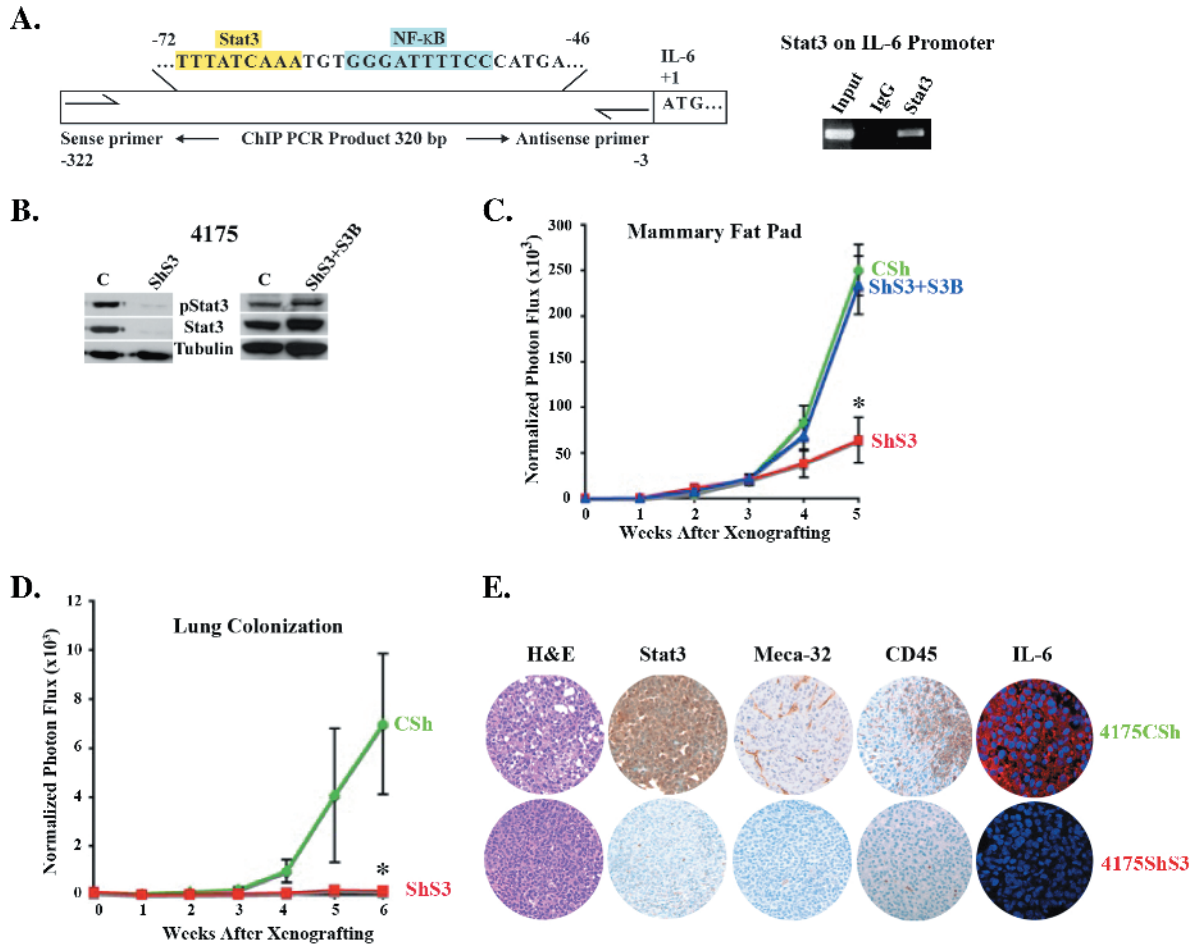 A.
-72 Stat3 NF-κB -46
...TTTATCAAATGTGGGATTTTCCCATGA...
IL-6
+1
ATG...
Sense primer ChIP PCR Product 320 bp Antisense primer
-322 -3
Stat3 on IL-6 Promoter
Input IgG Stat3
B.
4175
C ShS3 C ShS3+S3B
pStat3
Stat3
Tubulin
C.
Mammary Fat Pad
Normalized Photon Flux (x10³)
300
250
200
150
100
50
0
CSh
ShS3+S3B
*
ShS3
0 1 2 3 4 5
Weeks After Xenografting
D.
Lung Colonization
Normalized Photon Flux (x10³)
12
10
8
6
4
2
0
CSh
*
ShS3
0 1 2 3 4 5 6
Weeks After Xenografting
E.
H&E Stat3 Meca-32 CD45 IL-6
4175CSh
4175ShS3